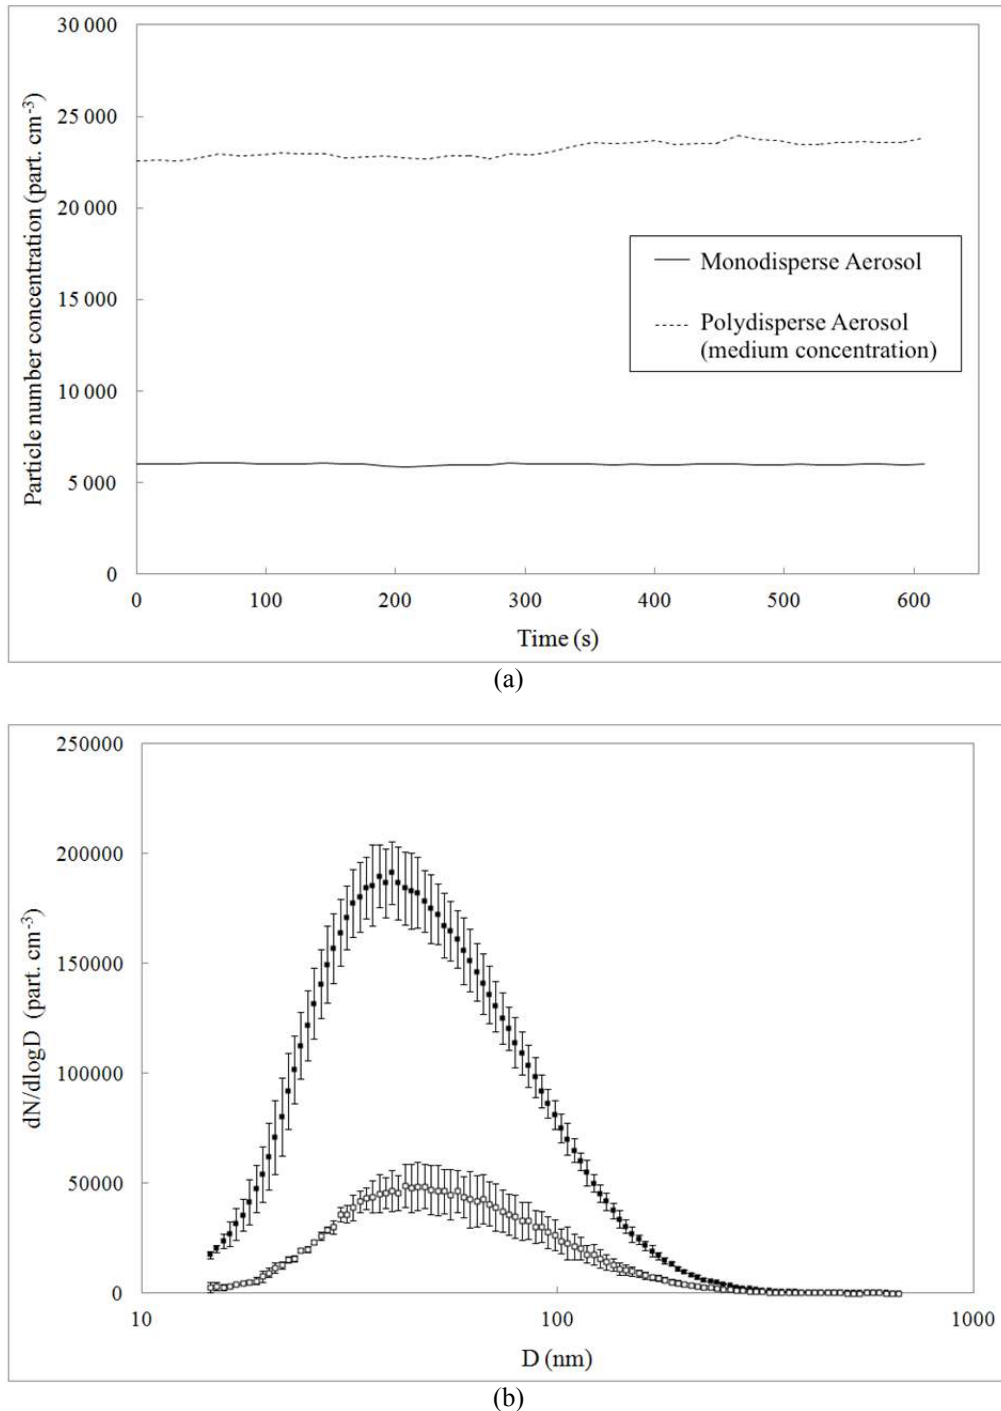 30 000
25 000
20 000
15 000
10 000
5 000
0
Particle number concentration (part. cm-3)
Monodisperse Aerosol
Polydisperse Aerosol
(medium concentration)
0 100 200 300 400 500 600
Time (s)
(a)
250000
200000
150000
100000
50000
0
dN/dlogD (part. cm-3)
10 100 1000
D (nm)
(b)